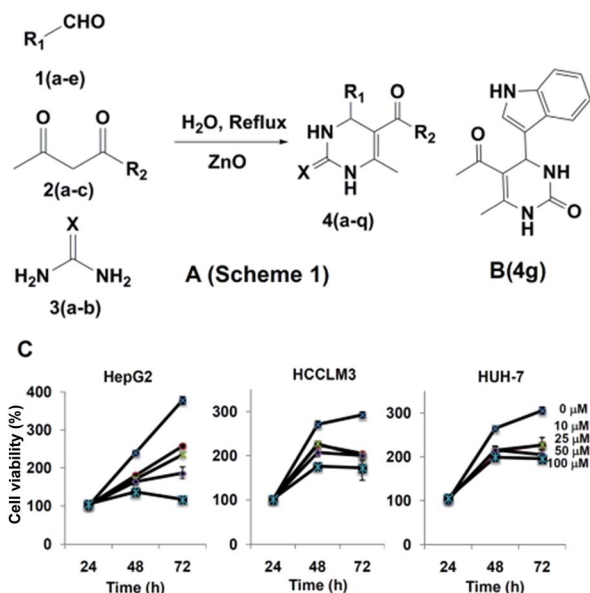 CHO
R1
1(a-e)
O O
R2
2(a-c)
X
H2N NH2
3(a-b)
H2O, Reflux
ZnO
R1 O
HN R2
X N
H
4(a-q)
A (Scheme 1)
HN
O
NH
N O
H
B(4g)
C
HepG2
HCCLM3
HUH-7
Cell viability (%)
400
300
200
100
0
24 48 72
Time (h)
300
200
100
0
24 48 72
Time (h)
300
200
100
0
24 48 72
Time (h)
0 µM
10 µM
25 µM
50 µM
100 µM